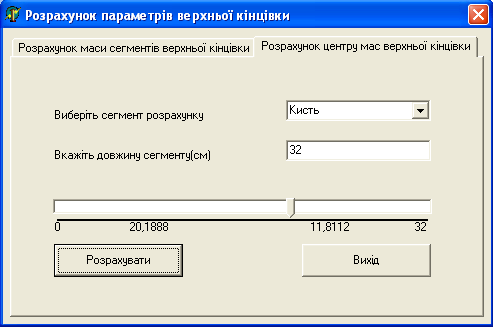 Розрахунок параметрів верхньої кінцівки
Розрахунок маси сегментів верхньої кінцівки Розрахунок центру мас верхньої кінцівки
Виберіть сегмент розрахунку Кисть
Вкажіть довжину сегменту(см) 32
0 20,1888 11,8112 32
Розрахувати Вихід